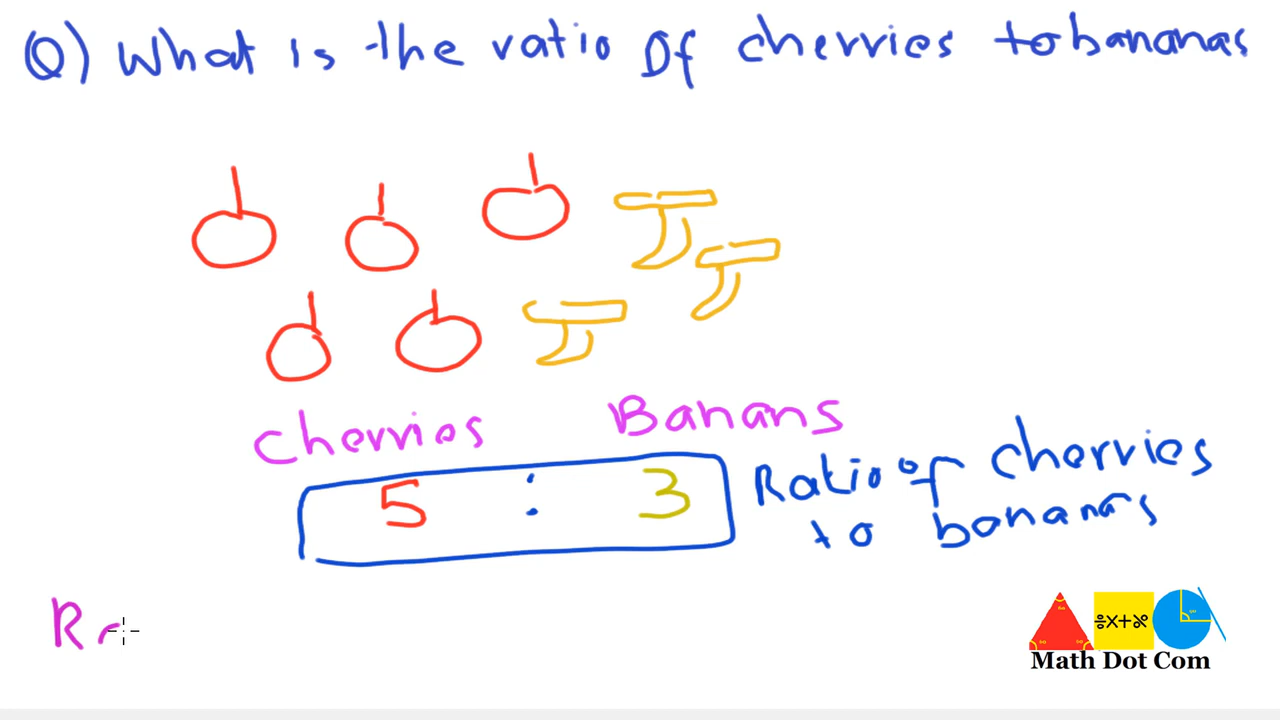 Q) What is the ratio Of cherries to bananas
Cherries Banans
5 : 3
Ratio of cherries
to bananas
Ra
÷x+%
Math Dot Com